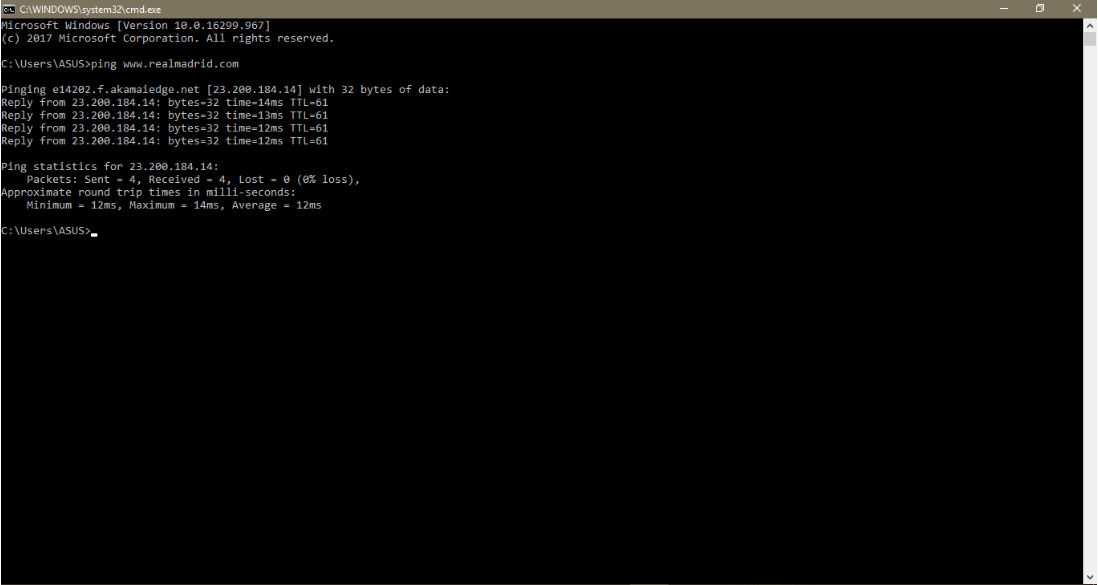 C:\WINDOWS\system32\cmd.exe
Microsoft Windows [Version 10.0.16299.967]
(c) 2017 Microsoft Corporation. All rights reserved.
C:\Users\ASUS>ping www.realmadrid.com
Pinging e14202.f.akamaiedge.net [23.200.184.14] with 32 bytes of data:
Reply from 23.200.184.14: bytes=32 time=14ms TTL=61
Reply from 23.200.184.14: bytes=32 time=13ms TTL=61
Reply from 23.200.184.14: bytes=32 time=12ms TTL=61
Reply from 23.200.184.14: bytes=32 time=12ms TTL=61
Ping statistics for 23.200.184.14:
    Packets: Sent = 4, Received = 4, Lost = 0 (0% loss),
Approximate round trip times in milli-seconds:
    Minimum = 12ms, Maximum = 14ms, Average = 12ms
C:\Users\ASUS>